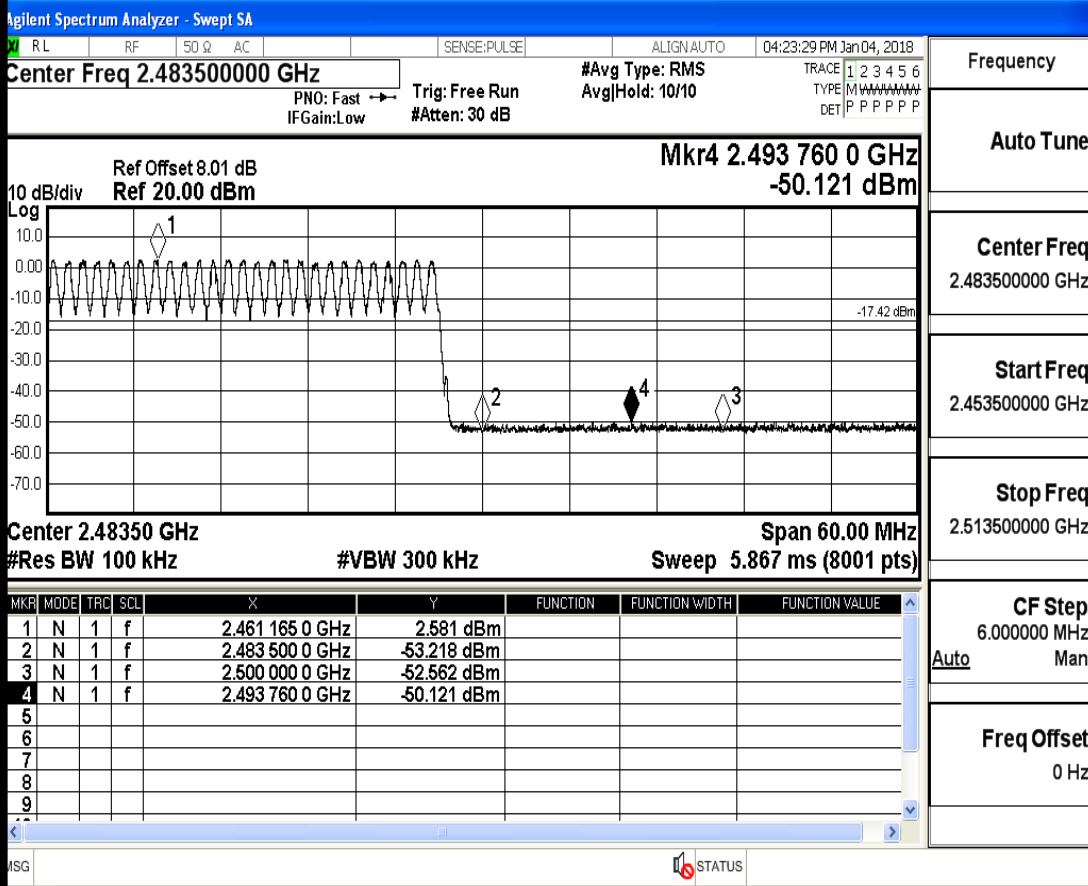 Agilent Spectrum Analyzer - Swept SA
RL RF 50 Ω AC SENSE:PULSE ALIGN AUTO 04:23:29 PM Jan 04, 2018
Center Freq 2.483500000 GHz
PNO: Fast
IFGain:Low
Trig: Free Run
#Atten: 30 dB
#Avg Type: RMS
Avg|Hold: 10/10
TRACE 1 2 3 4 5 6
TYPE M WWWWW
DET P P P P P P
Ref Offset 8.01 dB
10 dB/div Ref 20.00 dBm
Log
Mkr4 2.493 760 0 GHz
-50.121 dBm
10.0
0.00
-10.0
-20.0
-30.0
-40.0
-50.0
-60.0
-70.0
1
2
4
3
-17.42 dBm
Center 2.48350 GHz Span 60.00 MHz
#Res BW 100 kHz #VBW 300 kHz Sweep 5.867 ms (8001 pts)
MKR MODE TRC SCL X Y FUNCTION FUNCTION WIDTH FUNCTION VALUE
1 N 1 f 2.461 165 0 GHz 2.581 dBm
2 N 1 f 2.483 500 0 GHz -53.218 dBm
3 N 1 f 2.500 000 0 GHz -52.562 dBm
4 N 1 f 2.493 760 0 GHz -50.121 dBm
5
6
7
8
9
MSG STATUS
Frequency
Auto Tune
Center Freq
2.483500000 GHz
Start Freq
2.453500000 GHz
Stop Freq
2.513500000 GHz
CF Step
6.000000 MHz
Auto Man
Freq Offset
0 Hz